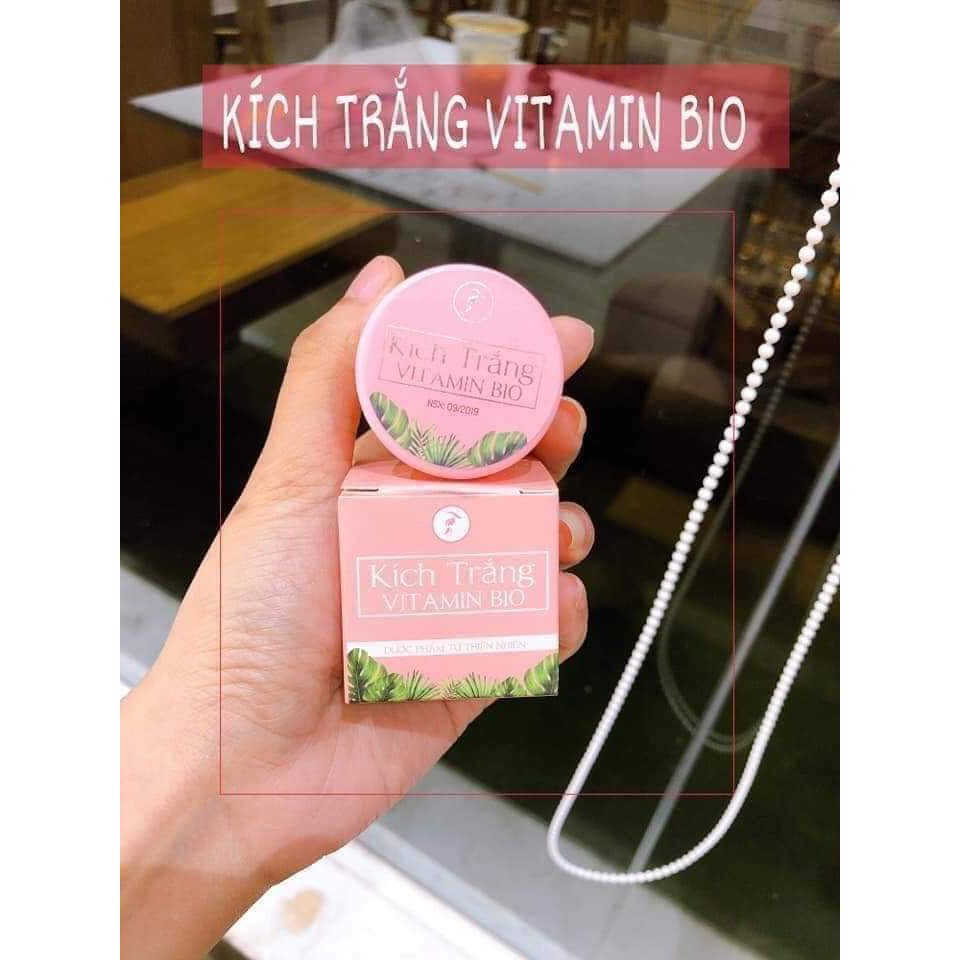 KÍCH TRẮNG VITAMIN BIO
Kích Trắng
VITAMIN BIO
NSX: 03/2019
Kích Trắng
VITAMIN BIO
DƯỢC PHẨM TỪ THIÊN NHIÊN